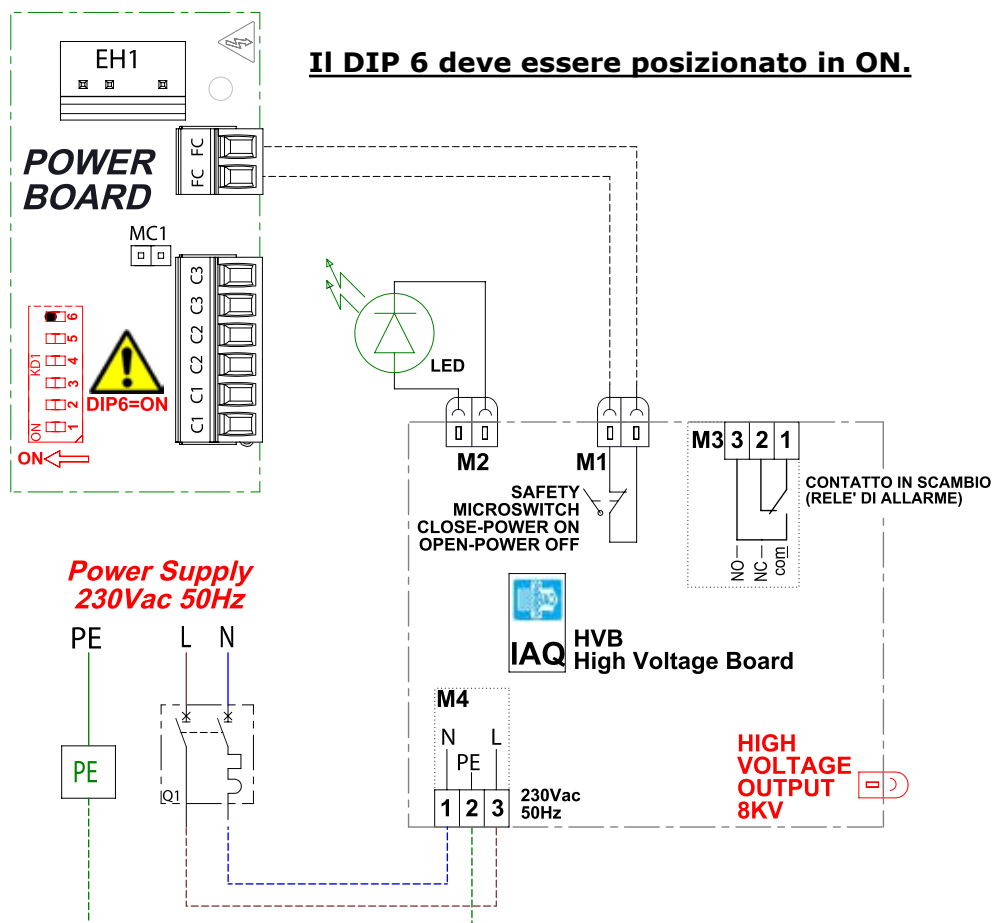 EH1
Il DIP 6 deve essere posizionato in ON.
FC
FC
POWER
BOARD
MC1
C3
C3
C2
C2
C1
C1
KD1
6
5
4
3
2
1
ON
DIP6=ON
ON
LED
M2
M1
M3
3 2 1
SAFETY
MICROSWITCH
CLOSE-POWER ON
OPEN-POWER OFF
CONTATTO IN SCAMBIO
(RELE' DI ALLARME)
NO
NC
com
Power Supply
230Vac 50Hz
PE
L
N
PE
Q1
IAQ
HVB
High Voltage Board
M4
N
PE
L
1 2 3
230Vac
50Hz
HIGH
VOLTAGE
OUTPUT
8KV